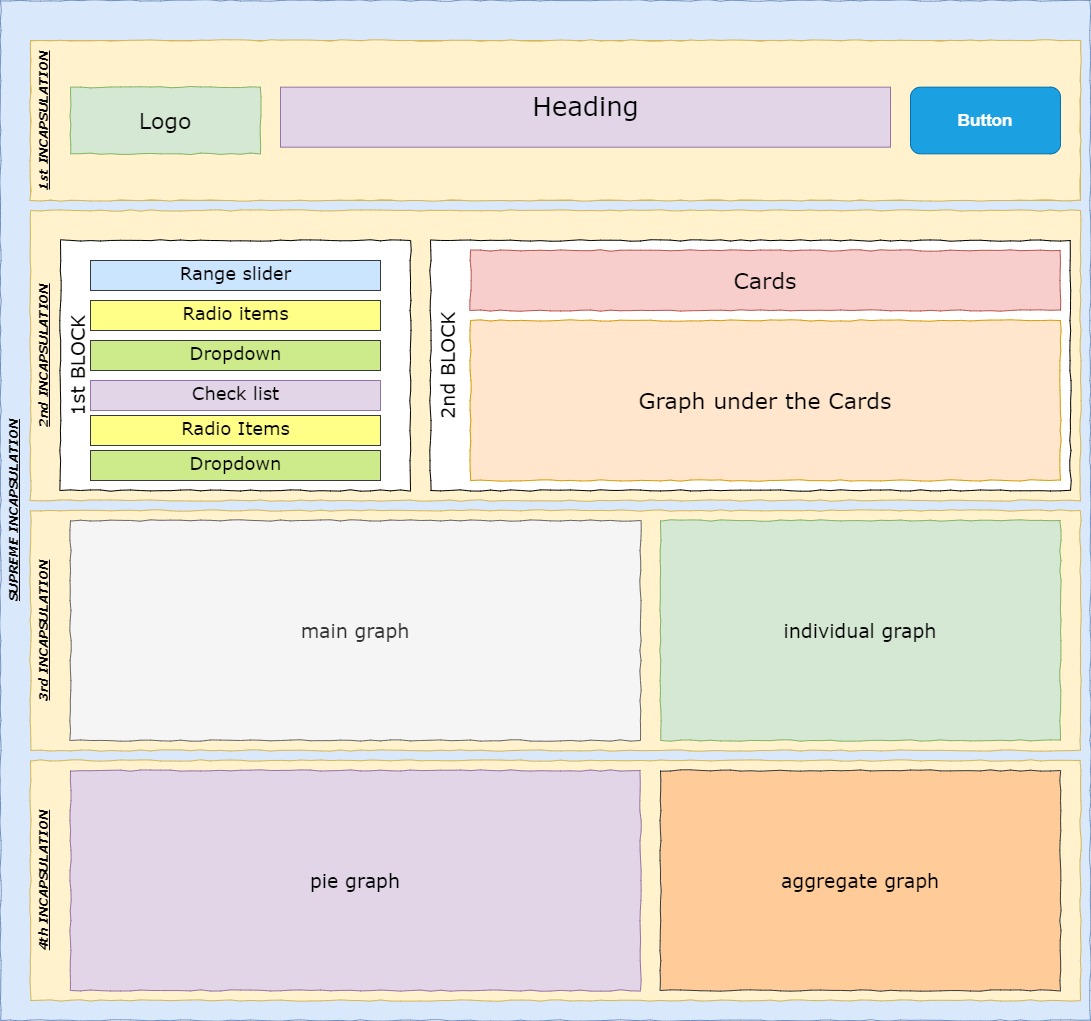 SUPREME INCAPSULATION
1st INCAPSULATION
Logo
Heading
Button
2nd INCAPSULATION
1st BLOCK
Range slider
Radio items
Dropdown
Check list
Radio Items
Dropdown
2nd BLOCK
Cards
Graph under the Cards
3rd INCAPSULATION
main graph
individual graph
4th INCAPSULATION
pie graph
aggregate graph